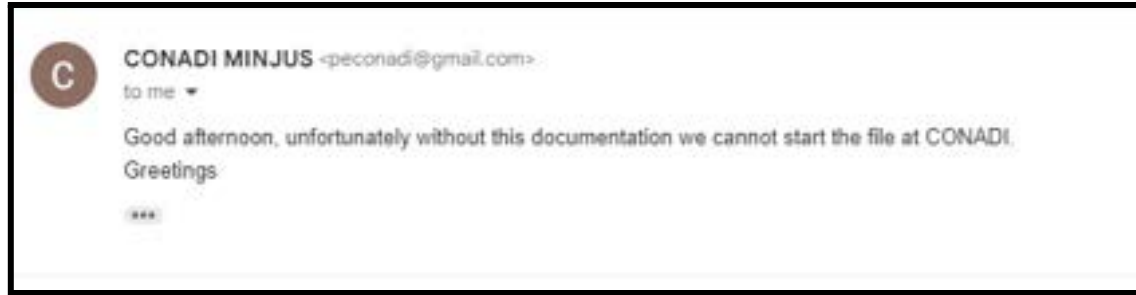 C
CONADI MINJUS <peconadi@gmail.com>
to me
Good afternoon, unfortunately without this documentation we cannot start the file at CONADI.
Greetings